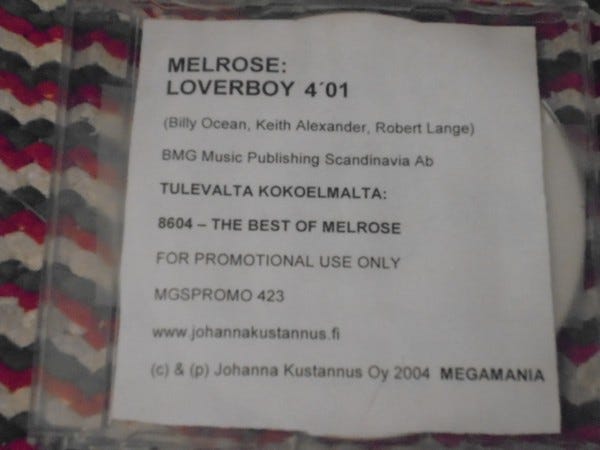 MELROSE:
LOVERBOY 4´01
(Billy Ocean, Keith Alexander, Robert Lange)
BMG Music Publishing Scandinavia Ab
TULEVALTA KOKOELMALTA:
8604 – THE BEST OF MELROSE
FOR PROMOTIONAL USE ONLY
MGSPROMO 423
www.johannakustannus.fi
(c) & (p) Johanna Kustannus Oy 2004 MEGAMANIA